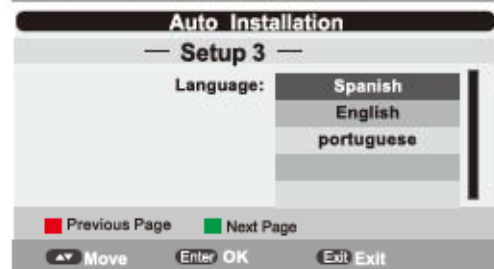 Auto Installation
— Setup 3 —
Language: Spanish
English
portuguese
Previous Page Next Page
Move Enter OK Exit Exit